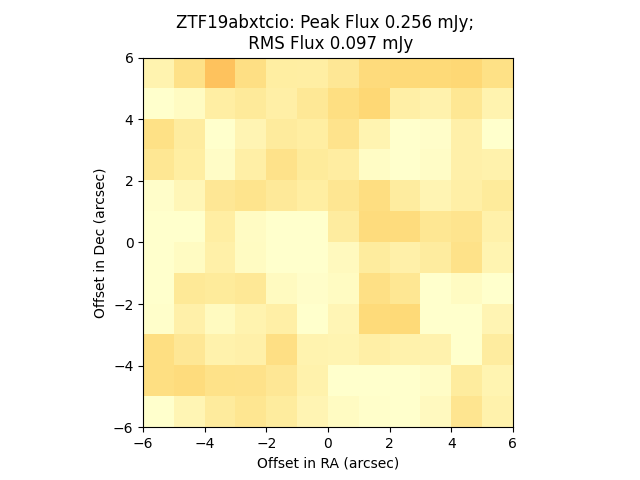 ZTF19abxtcio: Peak Flux 0.256 mJy;
RMS Flux 0.097 mJy
6
4
2
0
−2
−4
−6
Offset in Dec (arcsec)
−6 −4 −2 0 2 4 6
Offset in RA (arcsec)